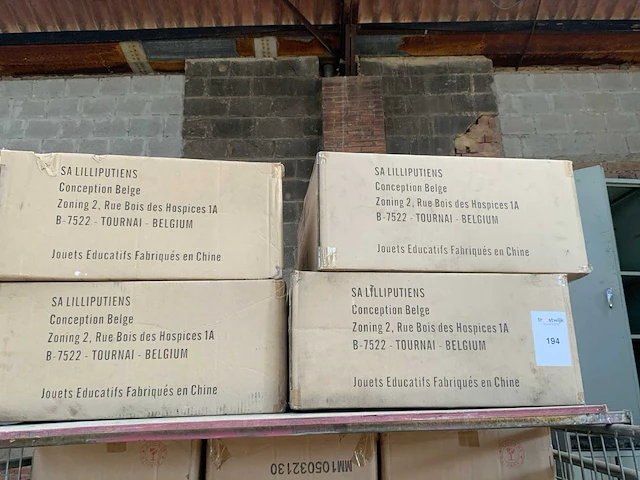 SA LILLIPUTIENS
Conception Belge
Zoning 2, Rue Bois des Hospices 1A
B-7522 - TOURNAI - BELGIUM
Jouets Educatifs Fabriqués en Chine
SA LILLIPUTIENS
Conception Belge
Zoning 2, Rue Bois des Hospices 1A
B-7522 - TOURNAI - BELGIUM
Jouets Educatifs Fabriqués en Chine
SA LILLIPUTIENS
Conception Belge
Zoning 2, Rue Bois des Hospices 1A
B-7522 - TOURNAI - BELGIUM
Jouets Educatifs Fabriqués en Chine
SA LILLIPUTIENS
Conception Belge
Zoning 2, Rue Bois des Hospices 1A
B-7522 - TOURNAI - BELGIUM
Jouets Educatifs Fabriqués en Chine
194
MM105032130